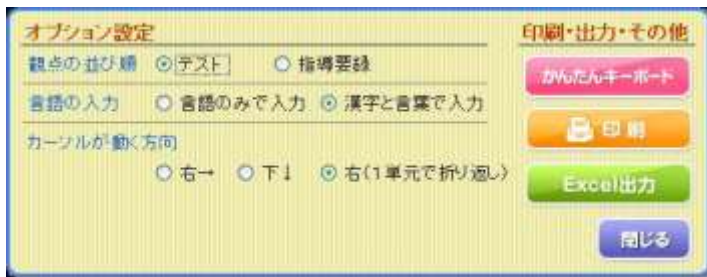 オプション設定
観点の並び順 テスト 指導要録
言語の入力 言語のみで入力 漢字と言葉で入力
カーソルが動く方向
右→ 下↓ 右(1単元で折り返し)
印刷・出力・その他
かんたんキーボード
印刷
Excel出力
閉じる